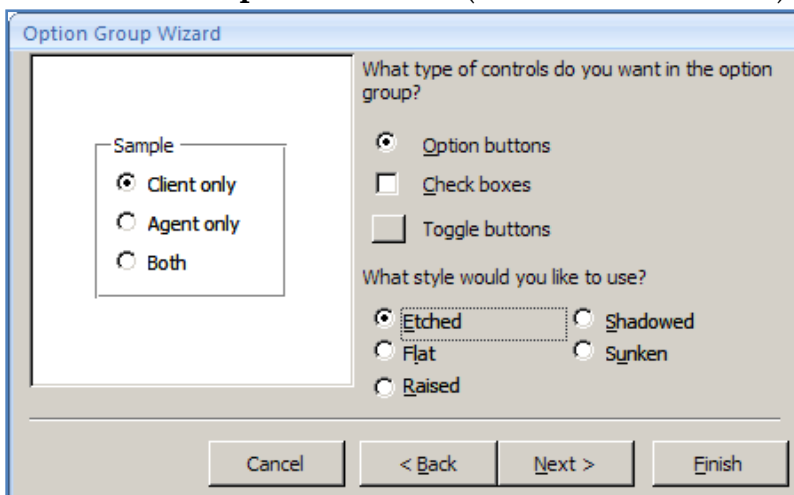 Option Group Wizard
What type of controls do you want in the option
group?
Sample
Client only
Agent only
Both
Option buttons
Check boxes
Toggle buttons
What style would you like to use?
Etched
Shadowed
Flat
Sunken
Raised
Cancel
< Back
Next >
Finish